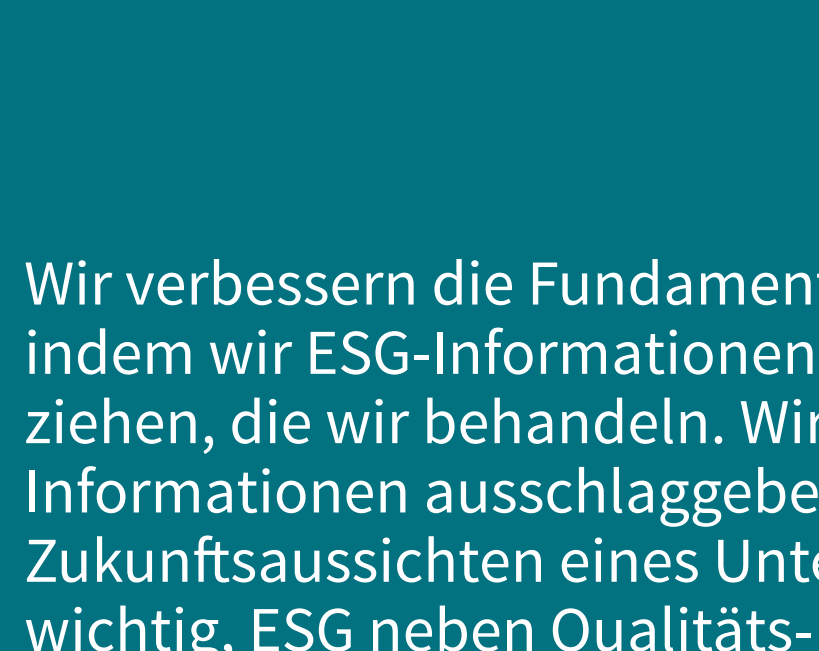 Wir verbessern die Fundament
indem wir ESG-Informationen
ziehen, die wir behandeln. Wir
Informationen ausschlaggebe
Zukunftsaussichten eines Unte
wichtig, ESG neben Qualitäts-